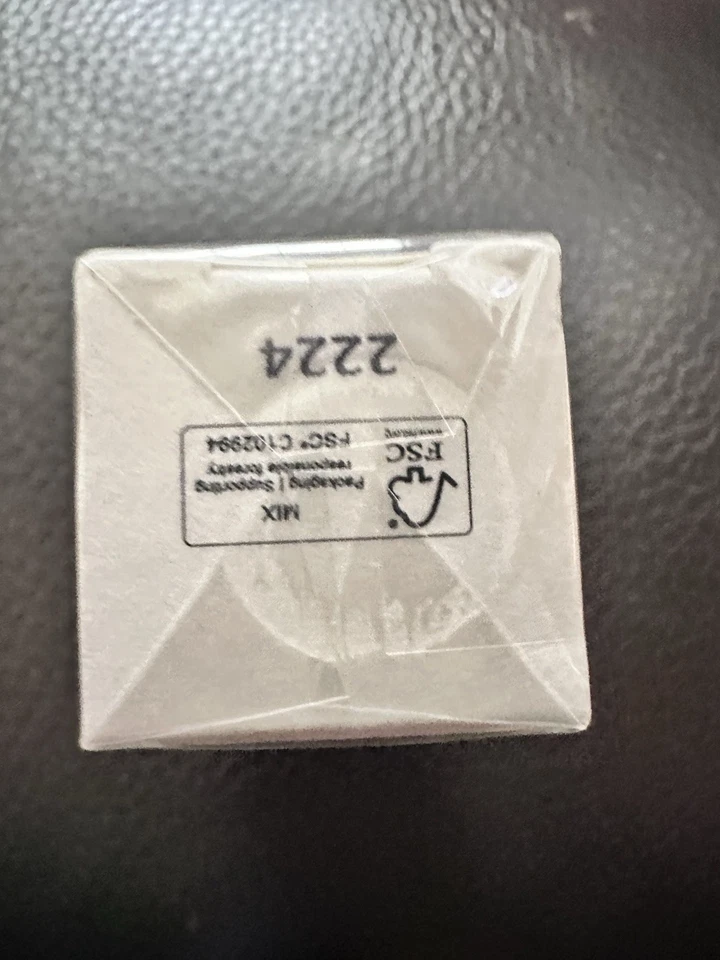 ®
FSC
MIX
Packaging | Supporting
responsible forestry
FSC® C102994
2224